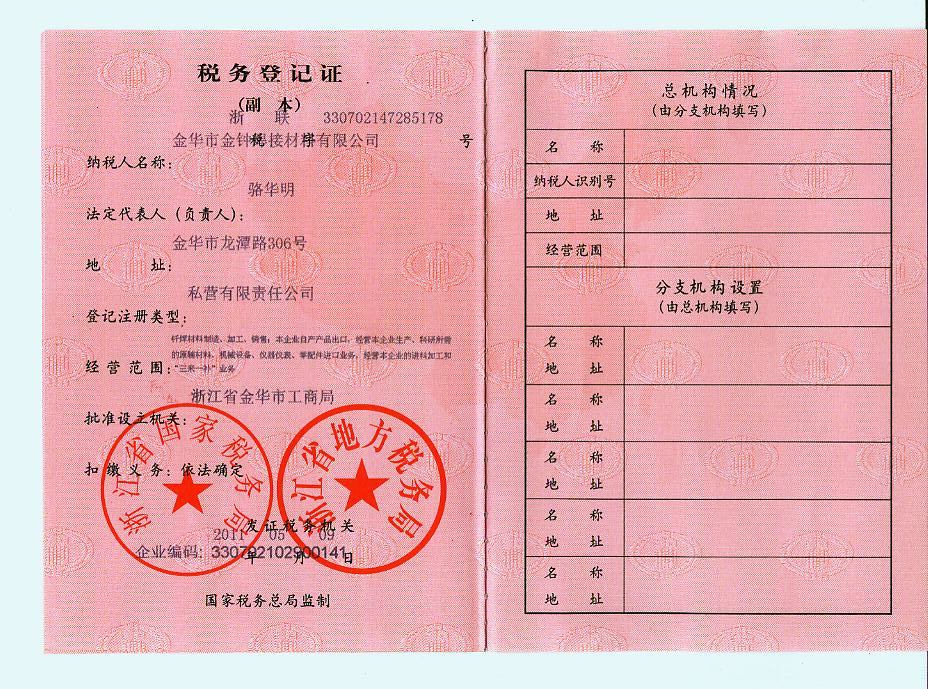 税务登记证
(副 本)
浙 联 330702147285178
税 字 号
金华市金钟焊接材料有限公司
纳税人名称:
骆华明
法定代表人(负责人):
金华市龙潭路306号
地 址:
私营有限责任公司
登记注册类型:
钎焊材料制造、加工、销售; 本企业自产产品出口, 经营本企业生产、科研所需
的原辅材料、机械设备、仪器仪表、零配件进口业务, 经营本企业的进料加工和
经营范围:
"三来一补"业务
浙江省金华市工商局
批准设立机关:
浙江省国家税务局
浙江省地方税务局
扣缴义务: 依法确定
发证税务机关
2011 05 09
年 月 日
企业编码: 330702102900141
国家税务总局监制
总机构情况
(由分支机构填写)
名 称
纳税人识别号
地 址
经营范围
分支机构设置
(由总机构填写)
名 称
地 址
名 称
地 址
名 称
地 址
名 称
地 址
名 称
地 址